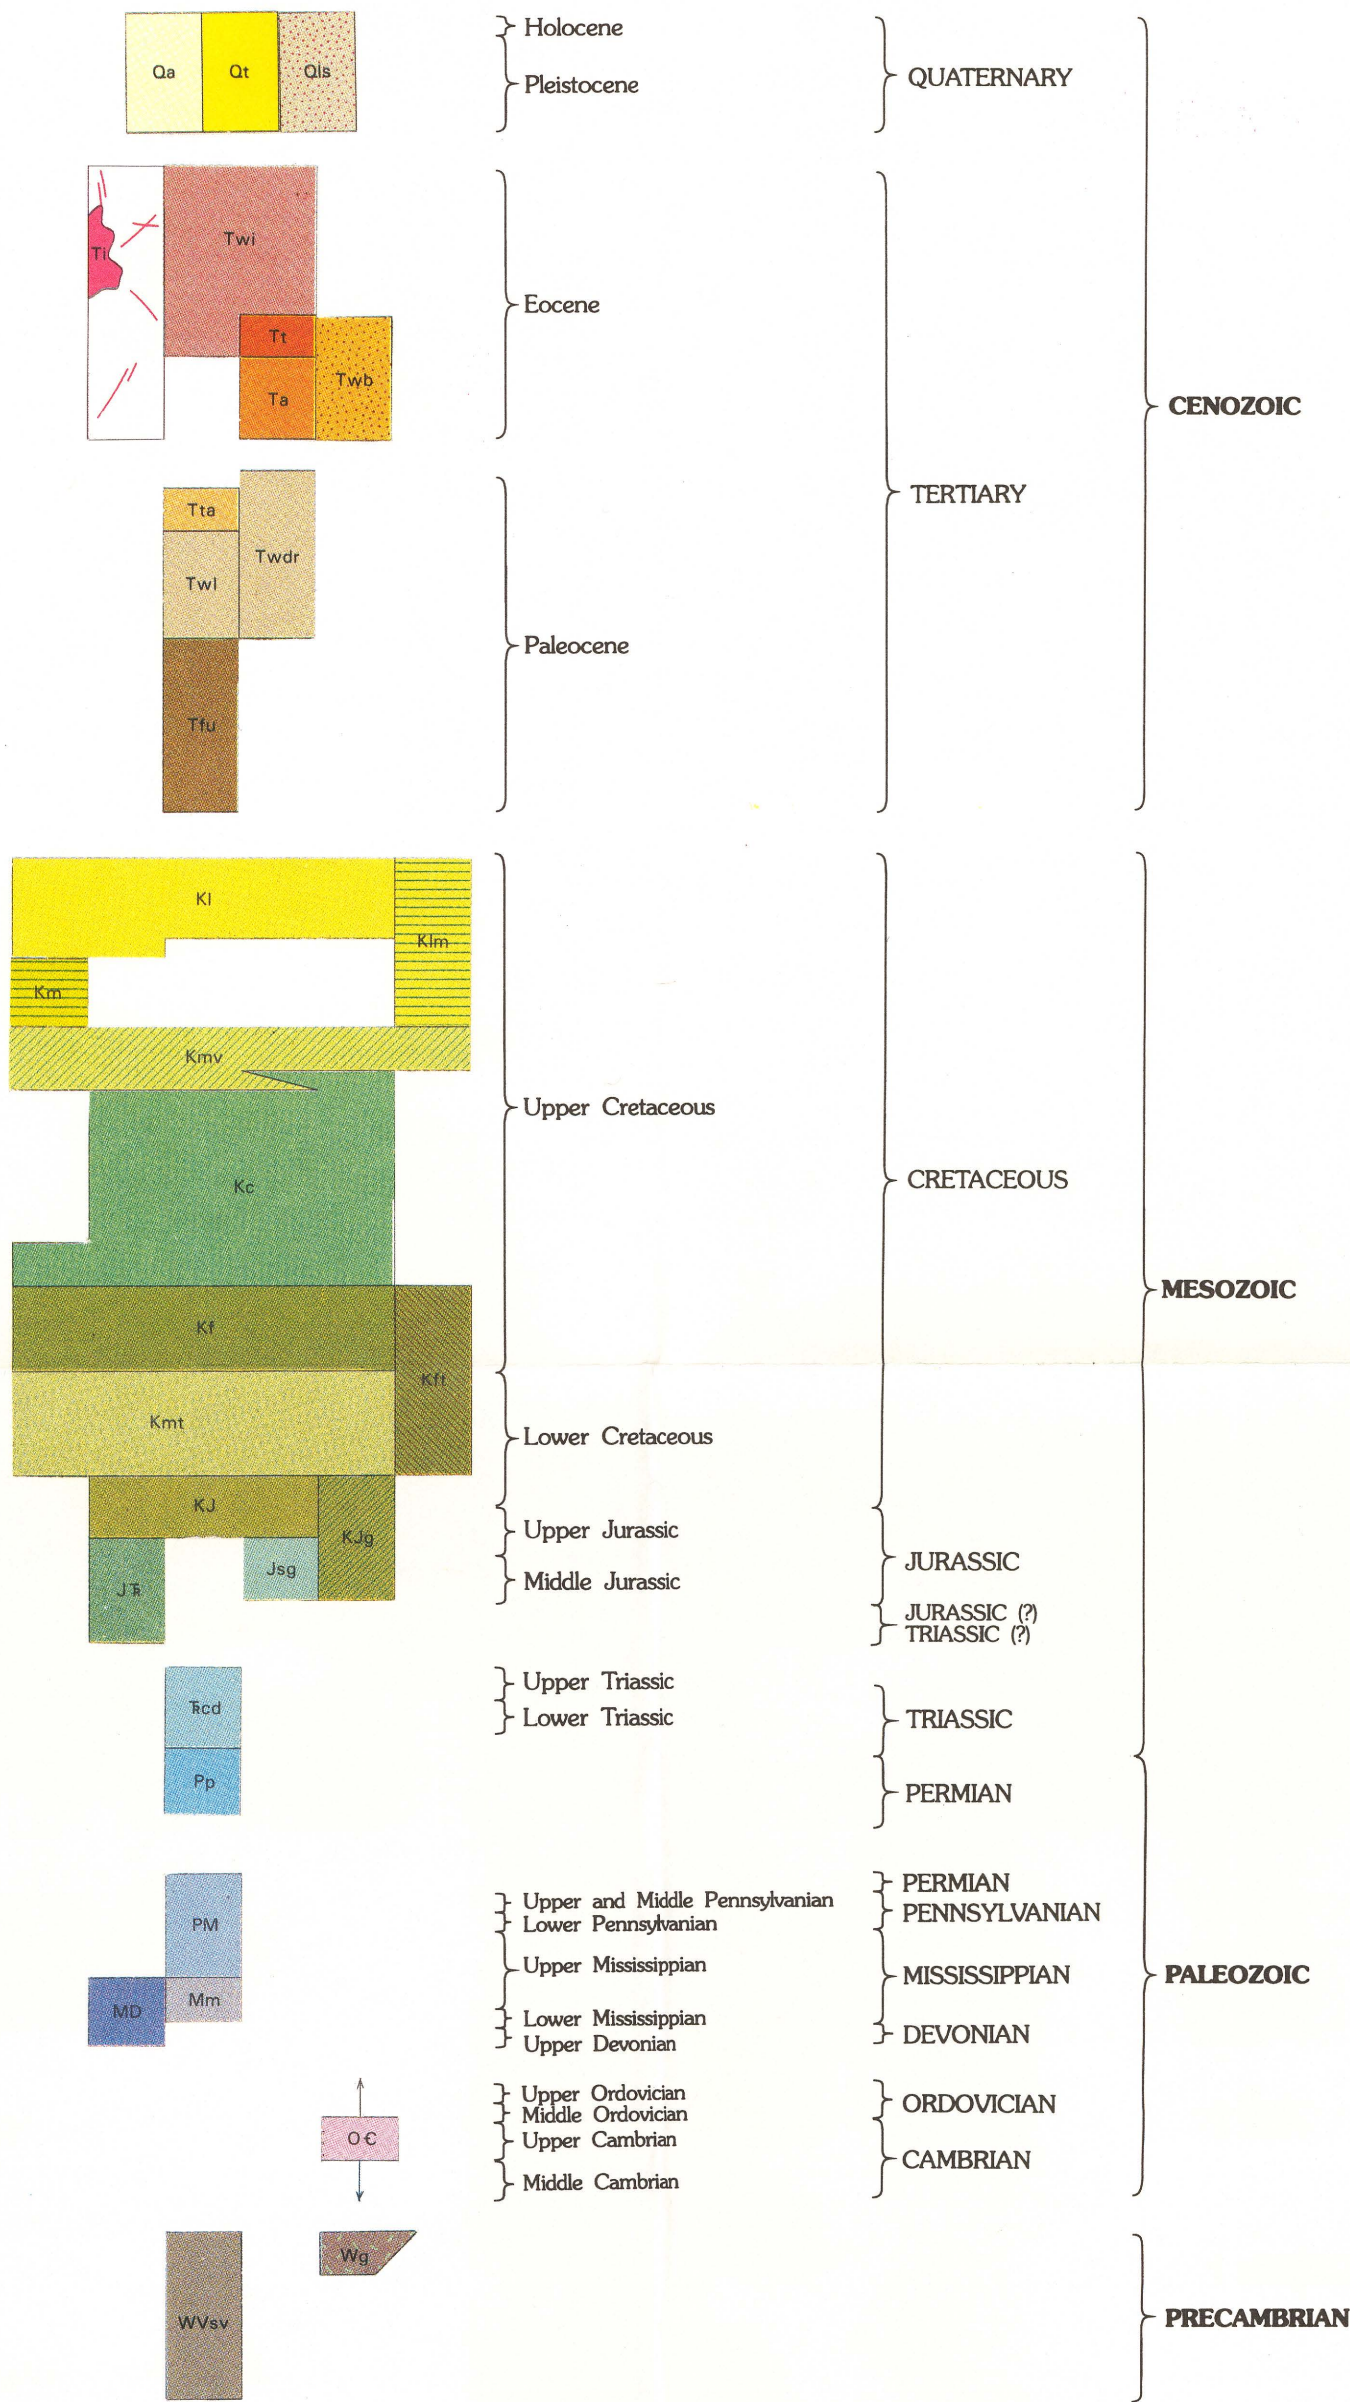 Qa Qt Qls
Holocene
Pleistocene
QUATERNARY
Ti
Twi
Tt
Ta
Twb
Eocene
Tta
Twl
Twdr
Tfu
Paleocene
TERTIARY
CENOZOIC
Kl
Klm
Km
Kmv
Kc
Kf
Kft
Kmt
KJ
KJg
Jsg
JTR
Upper Cretaceous
Lower Cretaceous
CRETACEOUS
Upper Jurassic
Middle Jurassic
JURASSIC
JURASSIC (?)
TRIASSIC (?)
MESOZOIC
TRcd
Pp
Upper Triassic
Lower Triassic
TRIASSIC
PERMIAN
PM
MD
Mm
Upper and Middle Pennsylvanian
Lower Pennsylvanian
Upper Mississippian
Lower Mississippian
Upper Devonian
PERMIAN
PENNSYLVANIAN
MISSISSIPPIAN
DEVONIAN
PALEOZOIC
O€
Upper Ordovician
Middle Ordovician
Upper Cambrian
Middle Cambrian
ORDOVICIAN
CAMBRIAN
Wg
WVsv
PRECAMBRIAN